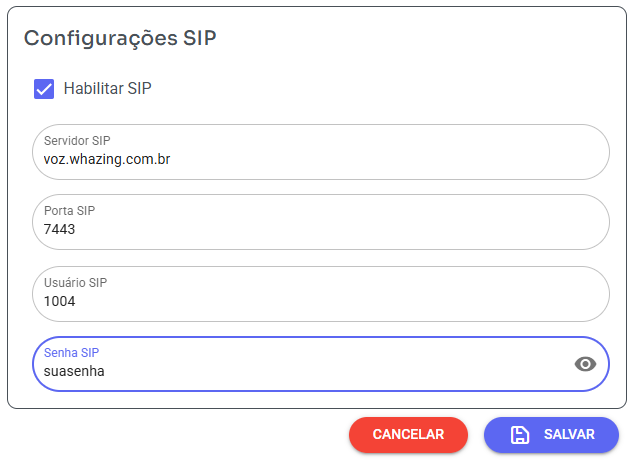 Configurações SIP
Habilitar SIP
Servidor SIP
voz.whazing.com.br
Porta SIP
7443
Usuário SIP
1004
Senha SIP
suasenha
CANCELAR
SALVAR